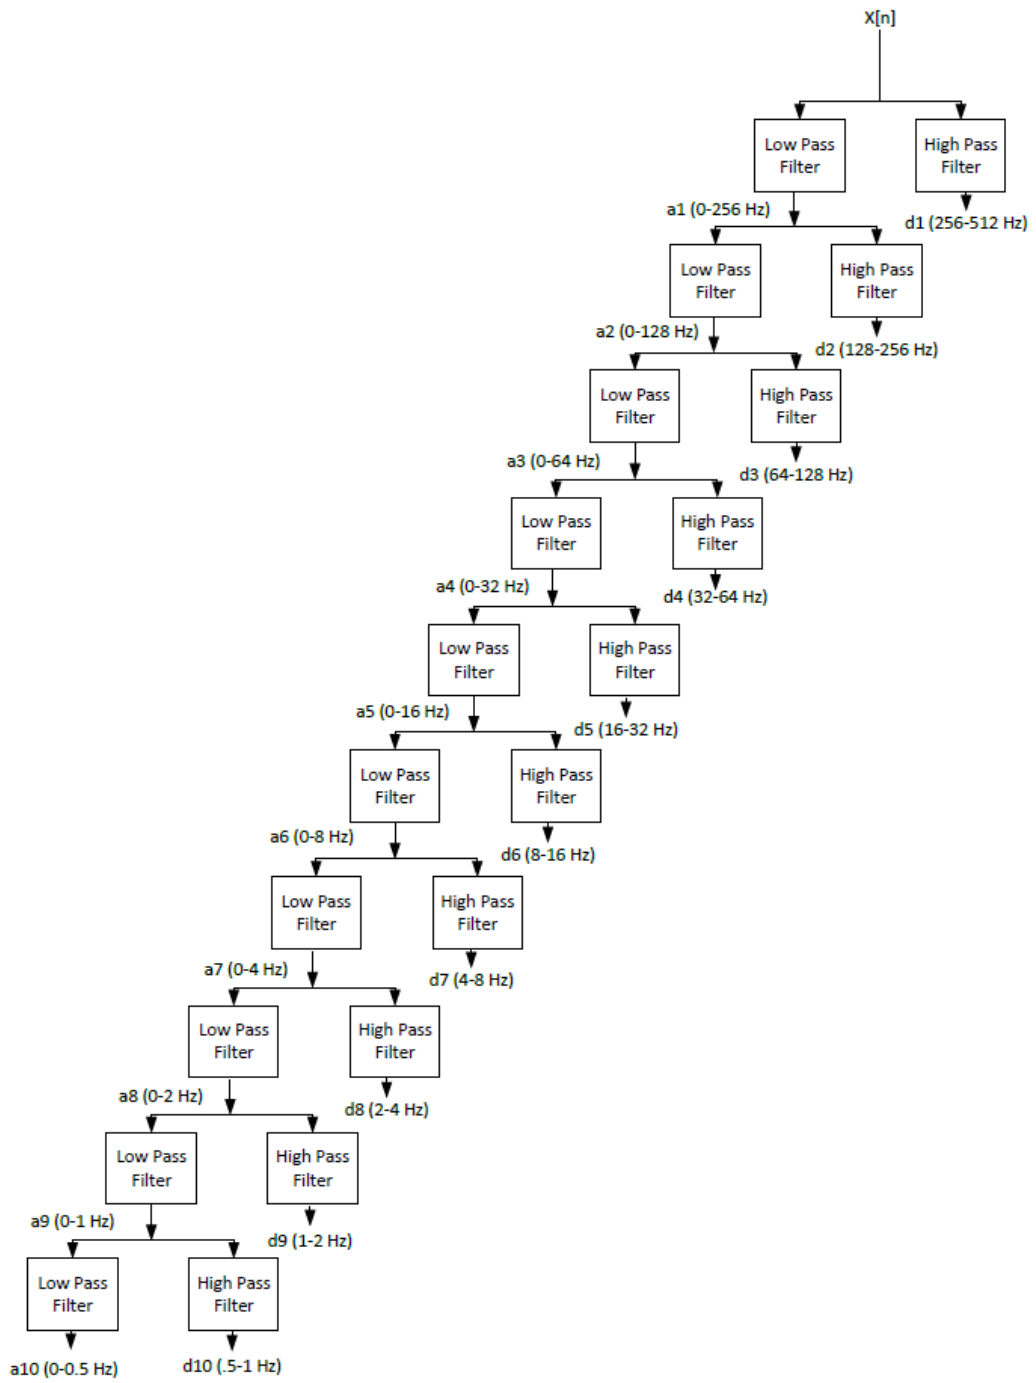 X[n]
Low Pass
Filter
High Pass
Filter
a1 (0-256 Hz)
d1 (256-512 Hz)
Low Pass
Filter
High Pass
Filter
a2 (0-128 Hz)
d2 (128-256 Hz)
Low Pass
Filter
High Pass
Filter
a3 (0-64 Hz)
d3 (64-128 Hz)
Low Pass
Filter
High Pass
Filter
a4 (0-32 Hz)
d4 (32-64 Hz)
Low Pass
Filter
High Pass
Filter
a5 (0-16 Hz)
d5 (16-32 Hz)
Low Pass
Filter
High Pass
Filter
a6 (0-8 Hz)
d6 (8-16 Hz)
Low Pass
Filter
High Pass
Filter
a7 (0-4 Hz)
d7 (4-8 Hz)
Low Pass
Filter
High Pass
Filter
a8 (0-2 Hz)
d8 (2-4 Hz)
Low Pass
Filter
High Pass
Filter
a9 (0-1 Hz)
d9 (1-2 Hz)
Low Pass
Filter
High Pass
Filter
a10 (0-0.5 Hz)
d10 (.5-1 Hz)